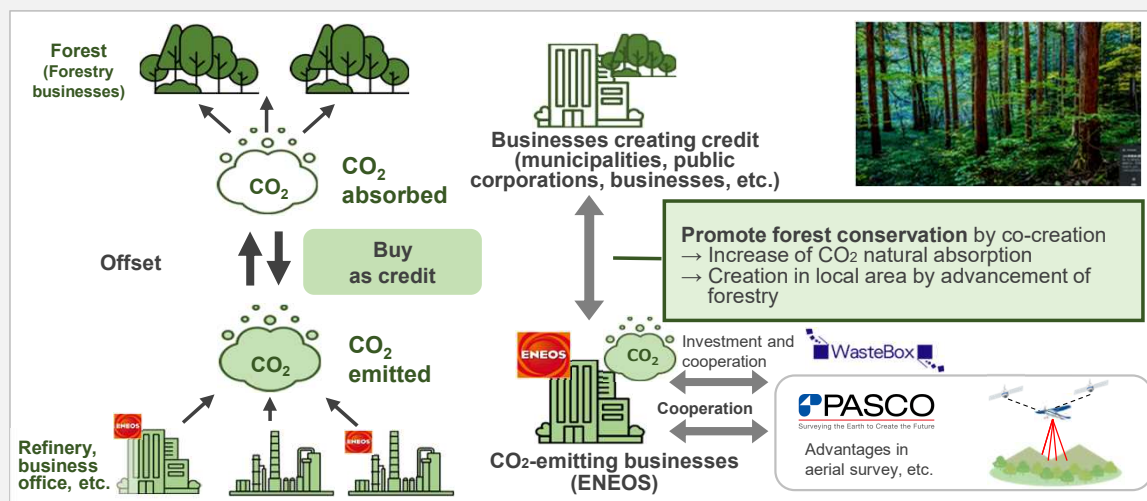 Forest
(Forestry
businesses)
CO2
CO2
absorbed
Offset
Buy
as credit
CO2
CO2
emitted
ENEOS
ENEOS
Refinery,
business
office, etc.
Businesses creating credit
(municipalities, public
corporations, businesses, etc.)
Promote forest conservation by co-creation
→ Increase of CO2 natural absorption
→ Creation in local area by advancement of
forestry
ENEOS
CO2
Investment and
cooperation
WasteBox
Cooperation
PASCO
Surveying the Earth to Create the Future
Advantages in
aerial survey, etc.
CO2-emitting businesses
(ENEOS)